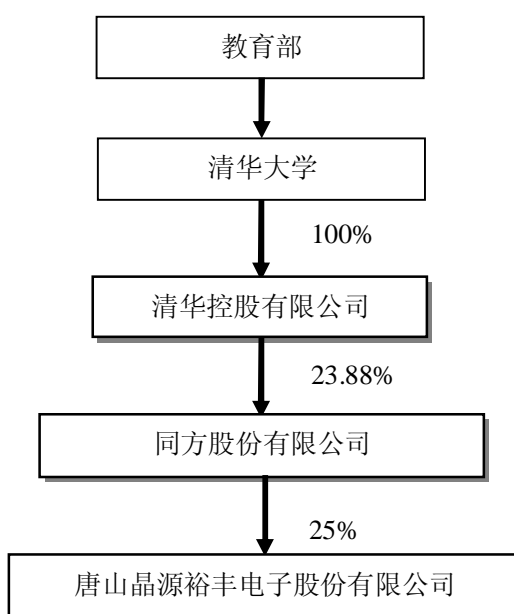 教育部
清华大学
100%
清华控股有限公司
23.88%
同方股份有限公司
25%
唐山晶源裕丰电子股份有限公司